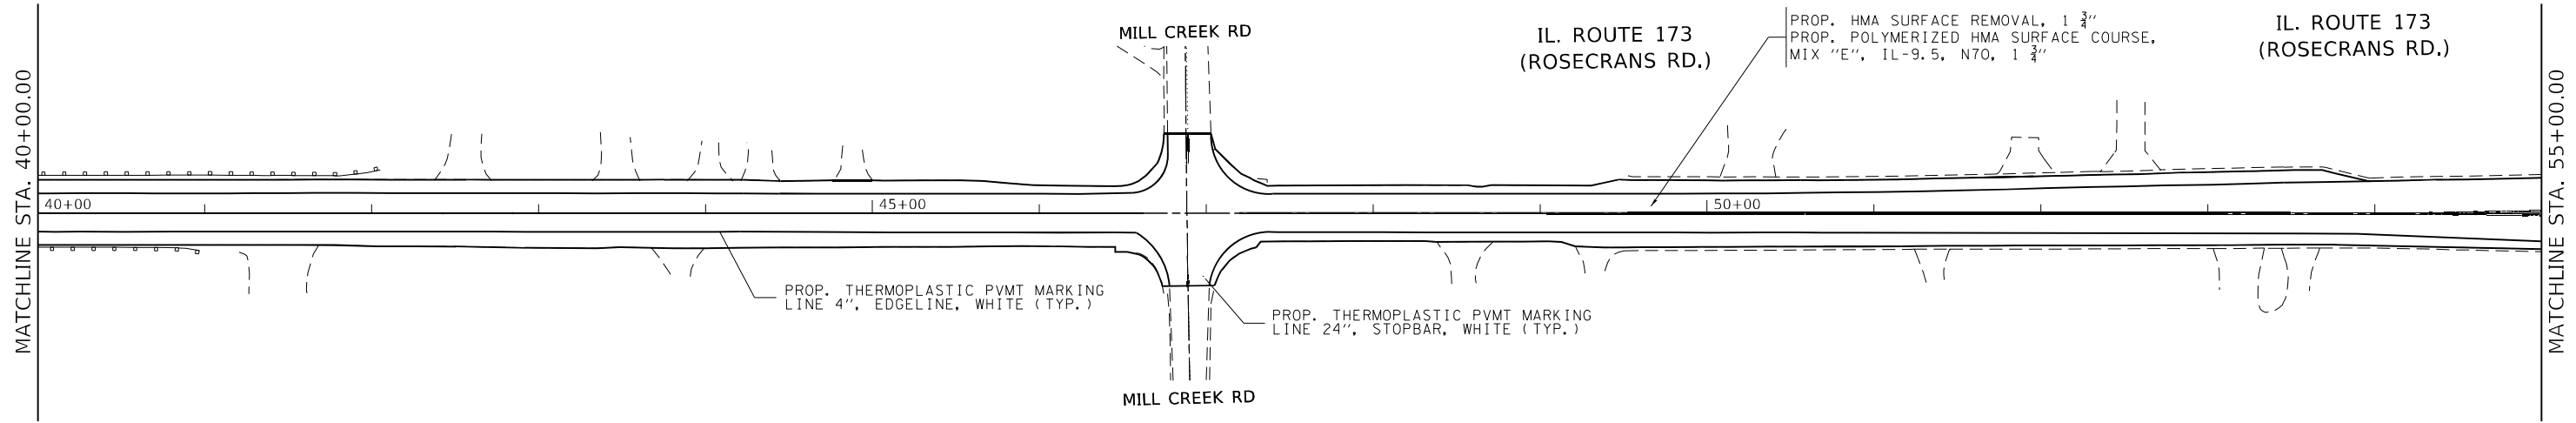 MATCHLINE STA. 40+00.00
MILL CREEK RD
IL. ROUTE 173
(ROSECRANS RD.)
PROP. HMA SURFACE REMOVAL, 1 3/4"
PROP. POLYMERIZED HMA SURFACE COURSE,
MIX "E", IL-9.5, N70, 1 3/4"
IL. ROUTE 173
(ROSECRANS RD.)
40+00
45+00
50+00
PROP. THERMOPLASTIC PVMT MARKING
LINE 4", EDGELINE, WHITE (TYP.)
PROP. THERMOPLASTIC PVMT MARKING
LINE 24", STOPBAR, WHITE (TYP.)
MILL CREEK RD
MATCHLINE STA. 55+00.00